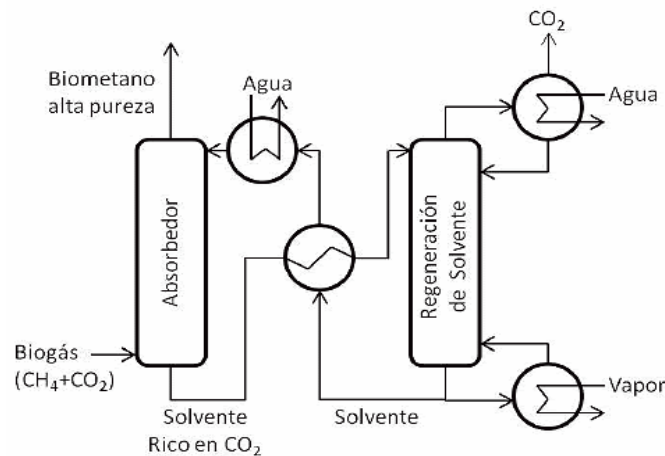 CO₂
Biometano
alta pureza
Agua
Agua
Absorbedor
Regeneración
de Solvente
Biogás
(CH₄+CO₂)
Vapor
Solvente
Rico en CO₂
Solvente